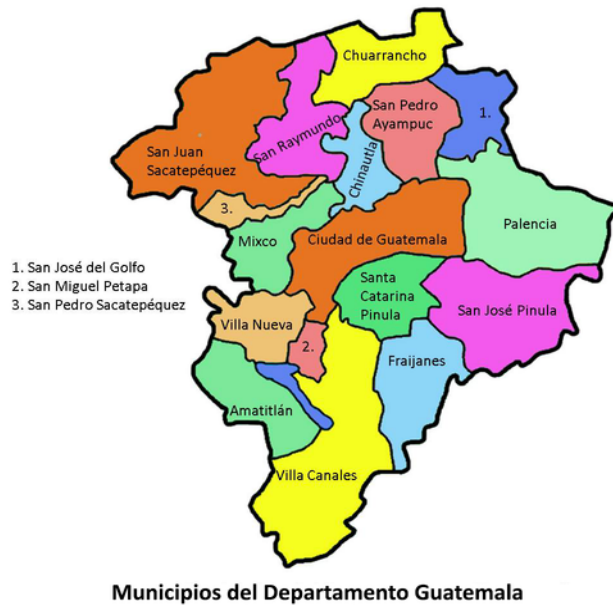 Chuarrancho
San Pedro
Ayampuc
1.
San Raymundo
San Juan
Sacatepéquez
Chinautla
3.
Palencia
Mixco
Ciudad de Guatemala
1. San José del Golfo
2. San Miguel Petapa
3. San Pedro Sacatepéquez
Santa
Catarina
Pinula
San José Pinula
Villa Nueva
2.
Fraijanes
Amatitlán
Villa Canales
Municipios del Departamento Guatemala